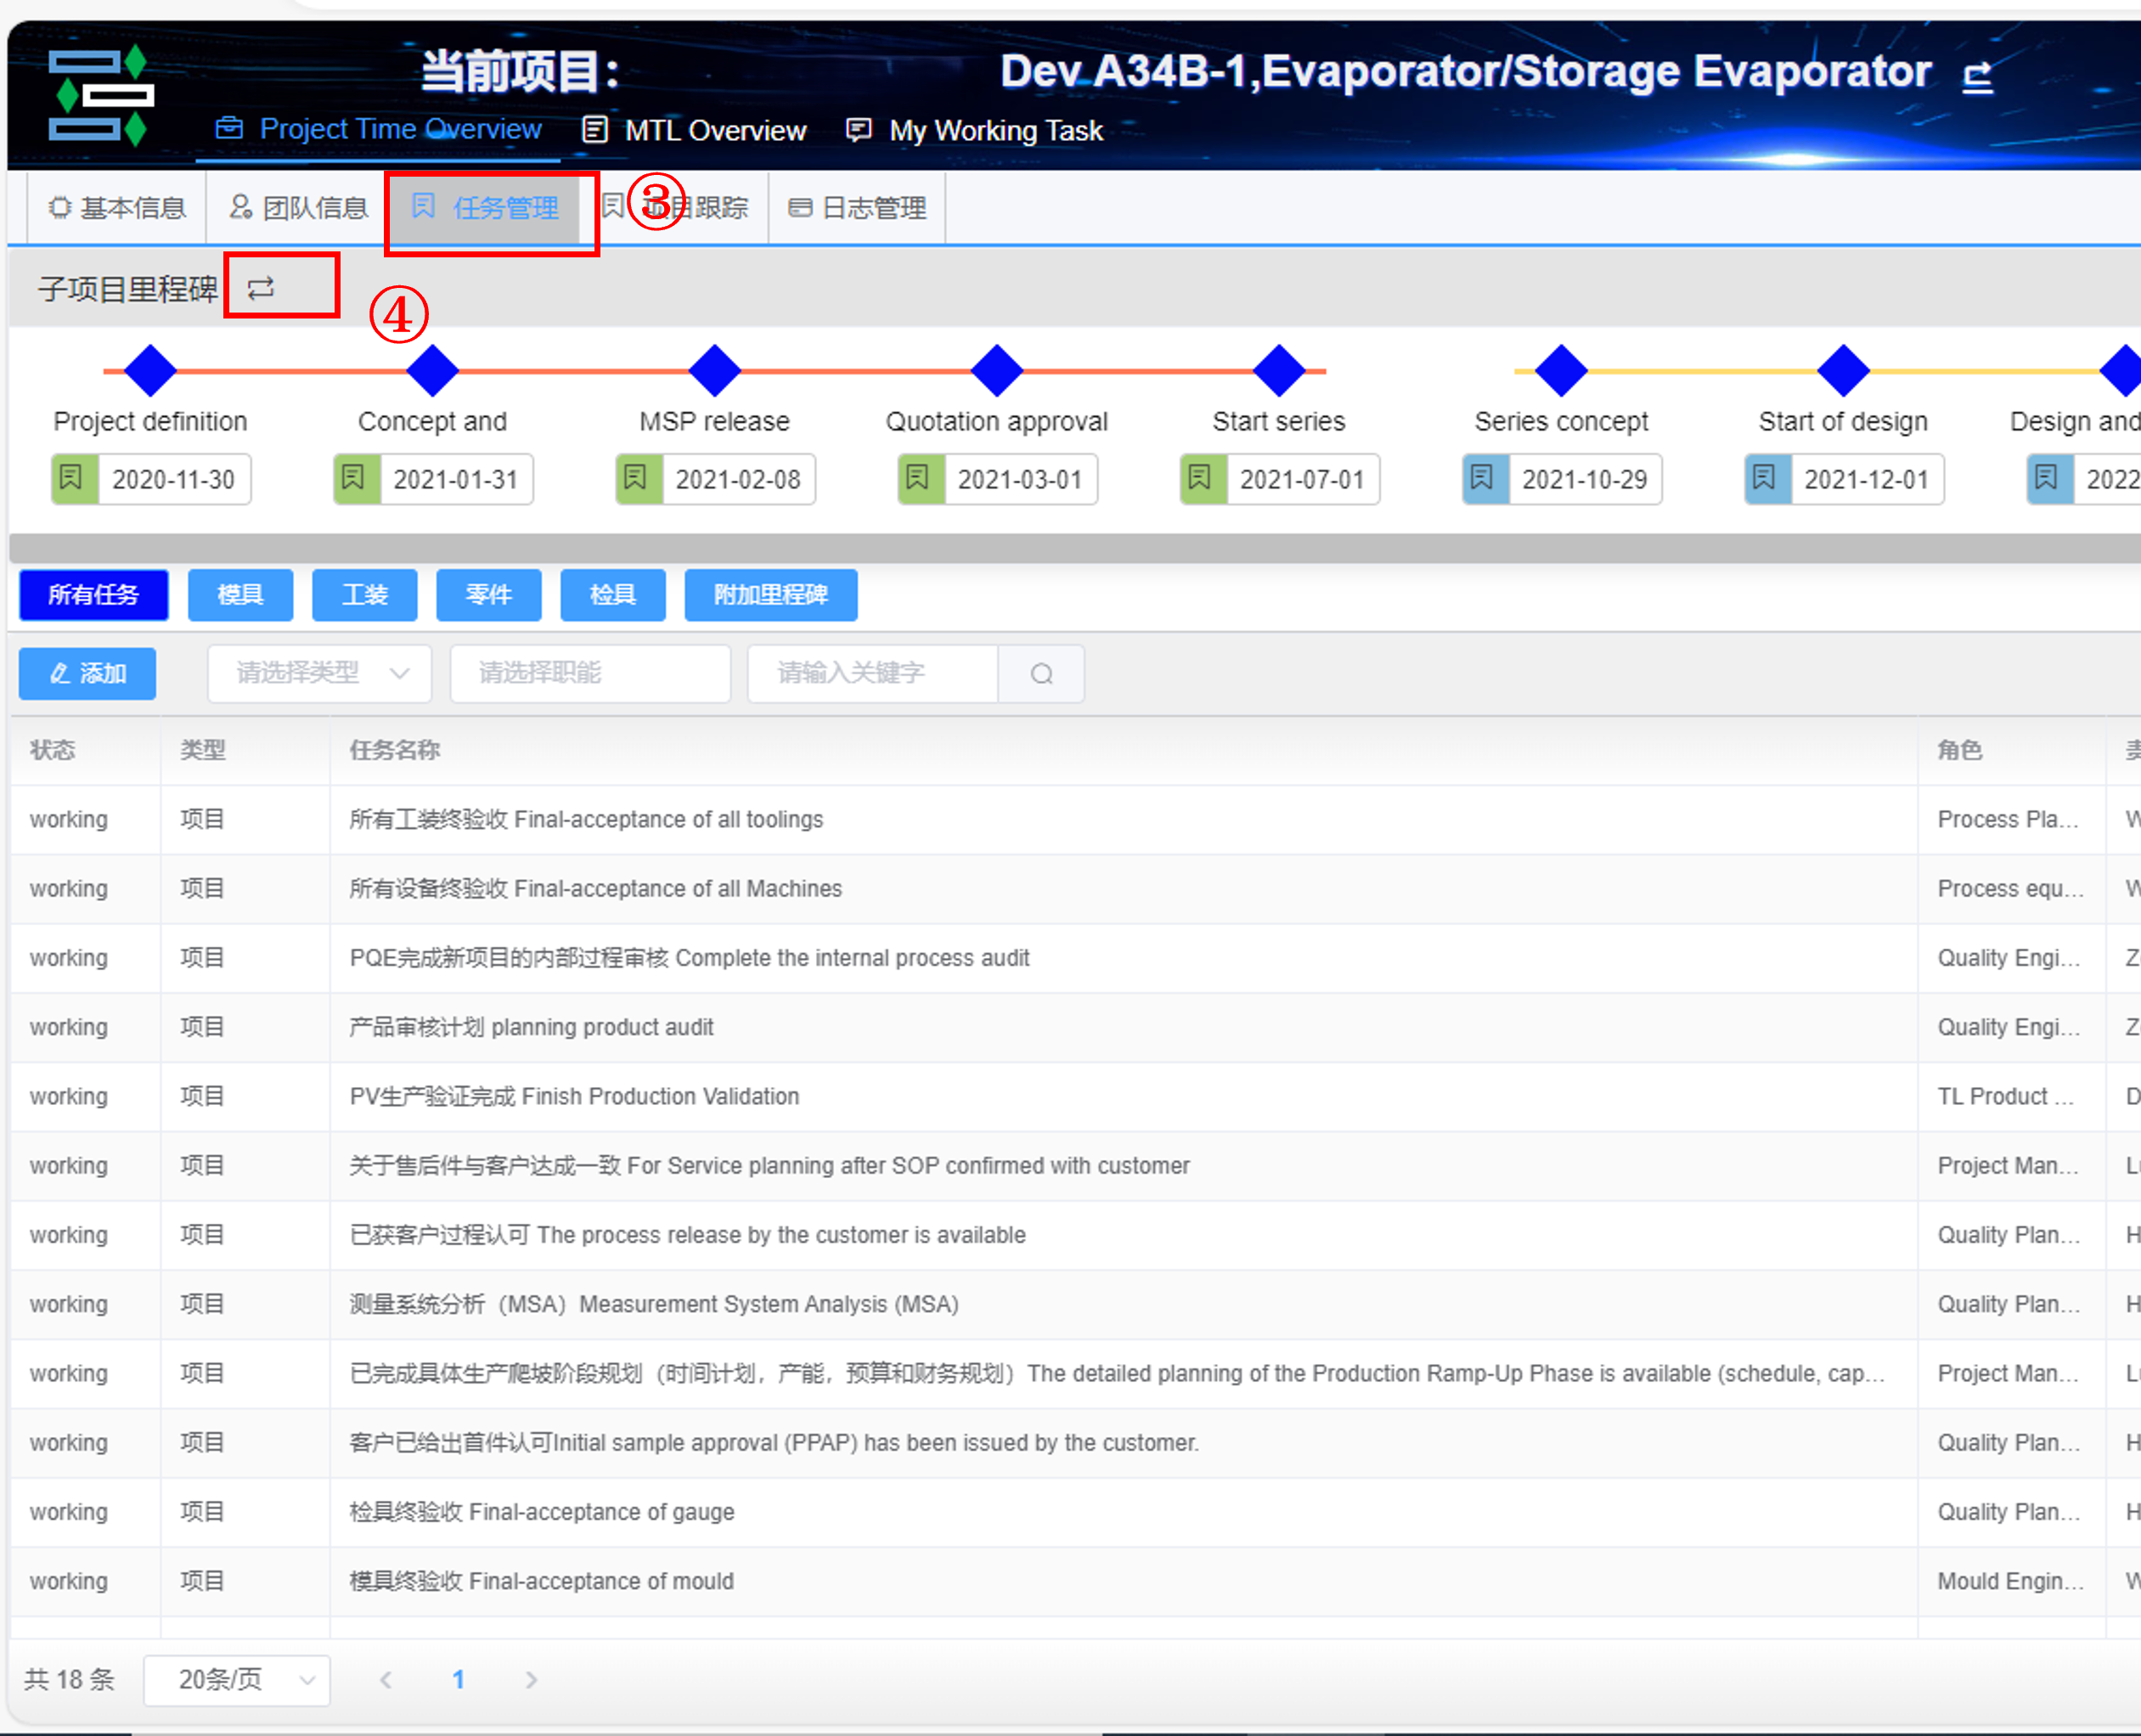 当前项目：
Dev A34B-1,Evaporator/Storage Evaporator
Project Time Overview MTL Overview My Working Task
基本信息 团队信息 任务管理 ③ 项目跟踪 日志管理
子项目里程碑
④
Project definition Concept and MSP release Quotation approval Start series Series concept Start of design Design and
2020-11-30 2021-01-31 2021-02-08 2021-03-01 2021-07-01 2021-10-29 2021-12-01 2022
所有任务 模具 工装 零件 检具 附加里程碑
添加 请选择类型 请选择职能 请输入关键字
状态 类型 任务名称 角色
working 项目 所有工装终验收 Final-acceptance of all toolings Process Pla...
working 项目 所有设备终验收 Final-acceptance of all Machines Process equ...
working 项目 PQE完成新项目的内部过程审核 Complete the internal process audit Quality Engi...
working 项目 产品审核计划 planning product audit Quality Engi...
working 项目 PV生产验证完成 Finish Production Validation TL Product ...
working 项目 关于售后件与客户达成一致 For Service planning after SOP confirmed with customer Project Man...
working 项目 已获客户过程认可 The process release by the customer is available Quality Plan...
working 项目 测量系统分析（MSA）Measurement System Analysis (MSA) Quality Plan...
working 项目 已完成具体生产爬坡阶段规划（时间计划，产能，预算和财务规划）The detailed planning of the Production Ramp-Up Phase is available (schedule, cap... Project Man...
working 项目 客户已给出首件认可Initial sample approval (PPAP) has been issued by the customer. Quality Plan...
working 项目 检具终验收 Final-acceptance of gauge Quality Plan...
working 项目 模具终验收 Final-acceptance of mould Mould Engin...
共 18 条 20条/页 1